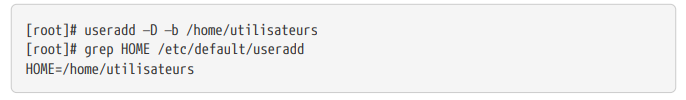 [root]# useradd –D –b /home/utilisateurs
[root]# grep HOME /etc/default/useradd
HOME=/home/utilisateurs